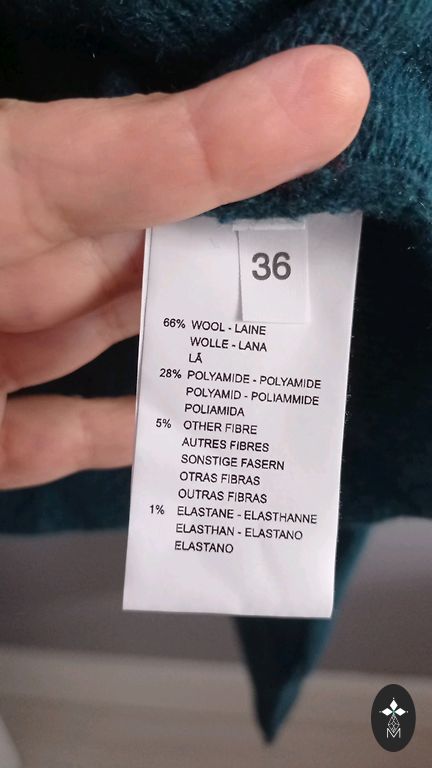 36
66% WOOL - LAINE
WOLLE - LANA
LÃ
28% POLYAMIDE - POLYAMIDE
POLYAMID - POLIAMMIDE
POLIAMIDA
5% OTHER FIBRE
AUTRES FIBRES
SONSTIGE FASERN
OTRAS FIBRAS
OUTRAS FIBRAS
1% ELASTANE - ELASTHANNE
ELASTHAN - ELASTANO
ELASTANO
M